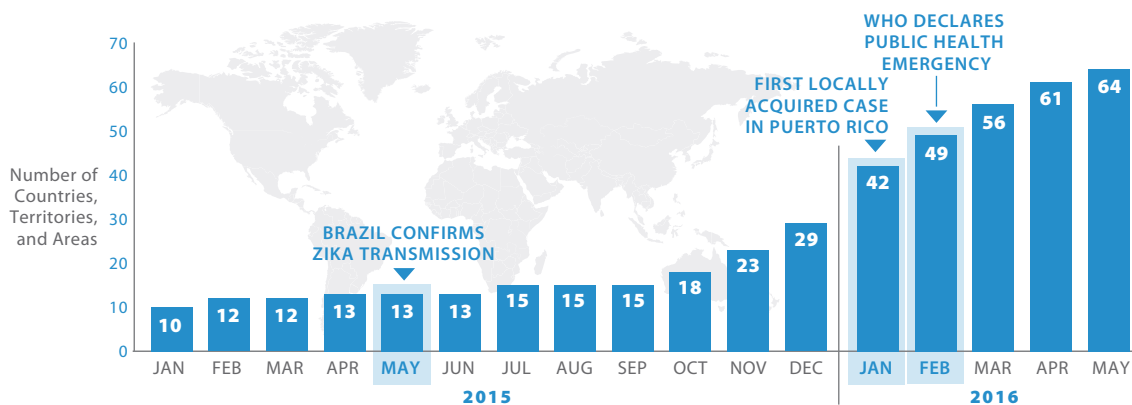 WHO DECLARES
PUBLIC HEALTH
EMERGENCY
FIRST LOCALLY
ACQUIRED CASE
IN PUERTO RICO
BRAZIL CONFIRMS
ZIKA TRANSMISSION
Number of
Countries,
Territories,
and Areas
70
60
50
40
30
20
10
0
10 12 12 13 13 13 15 15 15 18 23 29 42 49 56 61 64
JAN FEB MAR APR MAY JUN JUL AUG SEP OCT NOV DEC JAN FEB MAR APR MAY
2015 2016